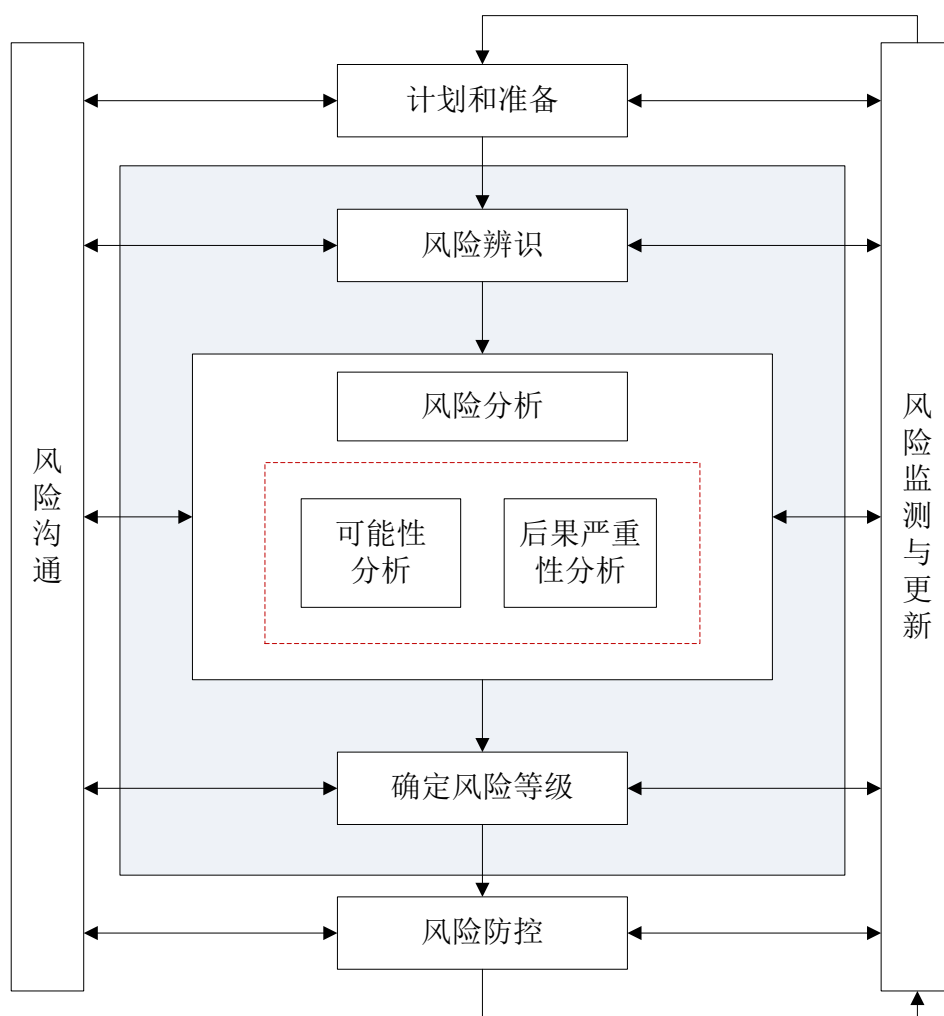 计划和准备
风险辨识
风险分析
可能性
分析
后果严重
性分析
确定风险等级
风险防控
风险沟通
风险监测与更新